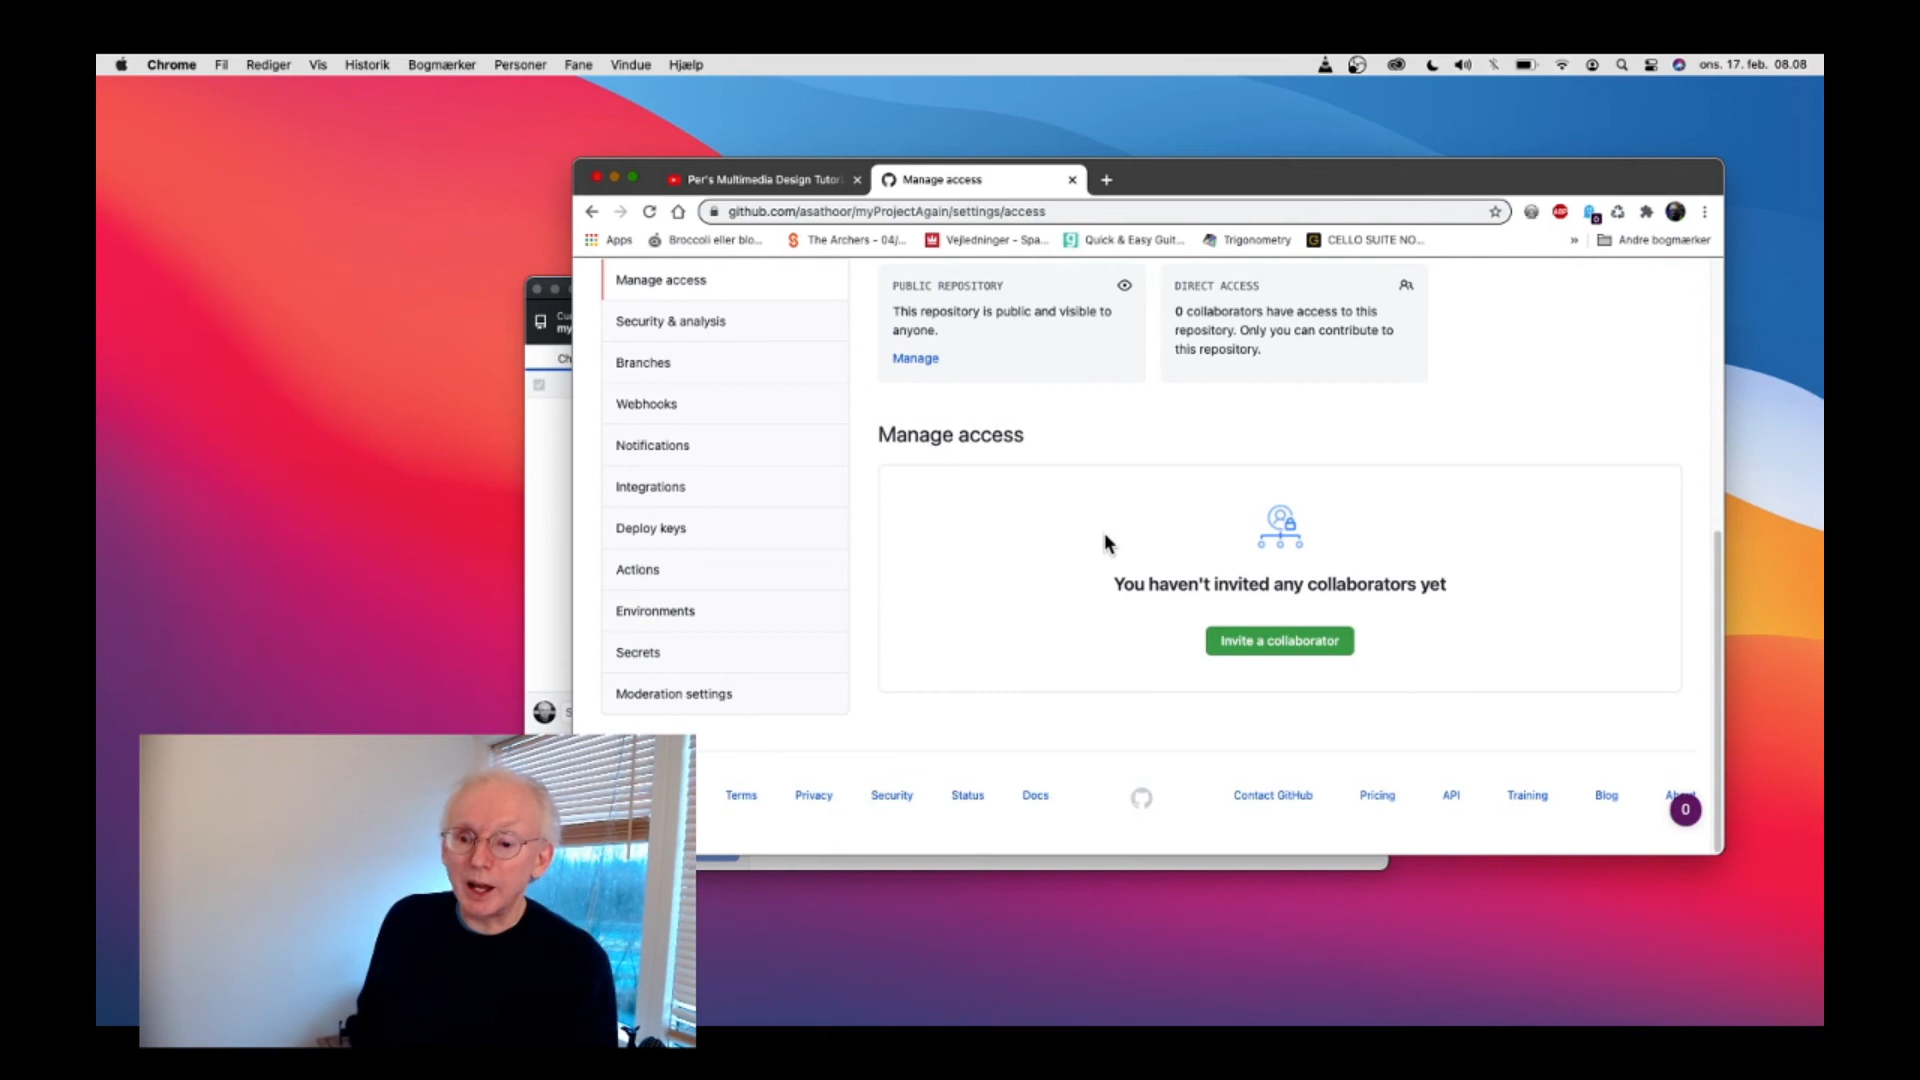 Chrome Fil Rediger Vis Historik Bogmærker Personer Fane Vindue Hjælp
ons. 17. feb. 08.08
Per's Multimedia Design Tutori
Manage access
github.com/asathoor/myProjectAgain/settings/access
Apps Broccoli eller blo... The Archers - 04/... Vejledninger - Spa... Quick & Easy Guit... Trigonometry CELLO SUITE NO... » Andre bogmærker
Manage access
Security & analysis
Branches
Webhooks
Notifications
Integrations
Deploy keys
Actions
Environments
Secrets
Moderation settings
PUBLIC REPOSITORY
This repository is public and visible to
anyone.
Manage
DIRECT ACCESS
0 collaborators have access to this
repository. Only you can contribute to
this repository.
Manage access
You haven't invited any collaborators yet
Invite a collaborator
Terms Privacy Security Status Docs Contact GitHub Pricing API Training Blog
0